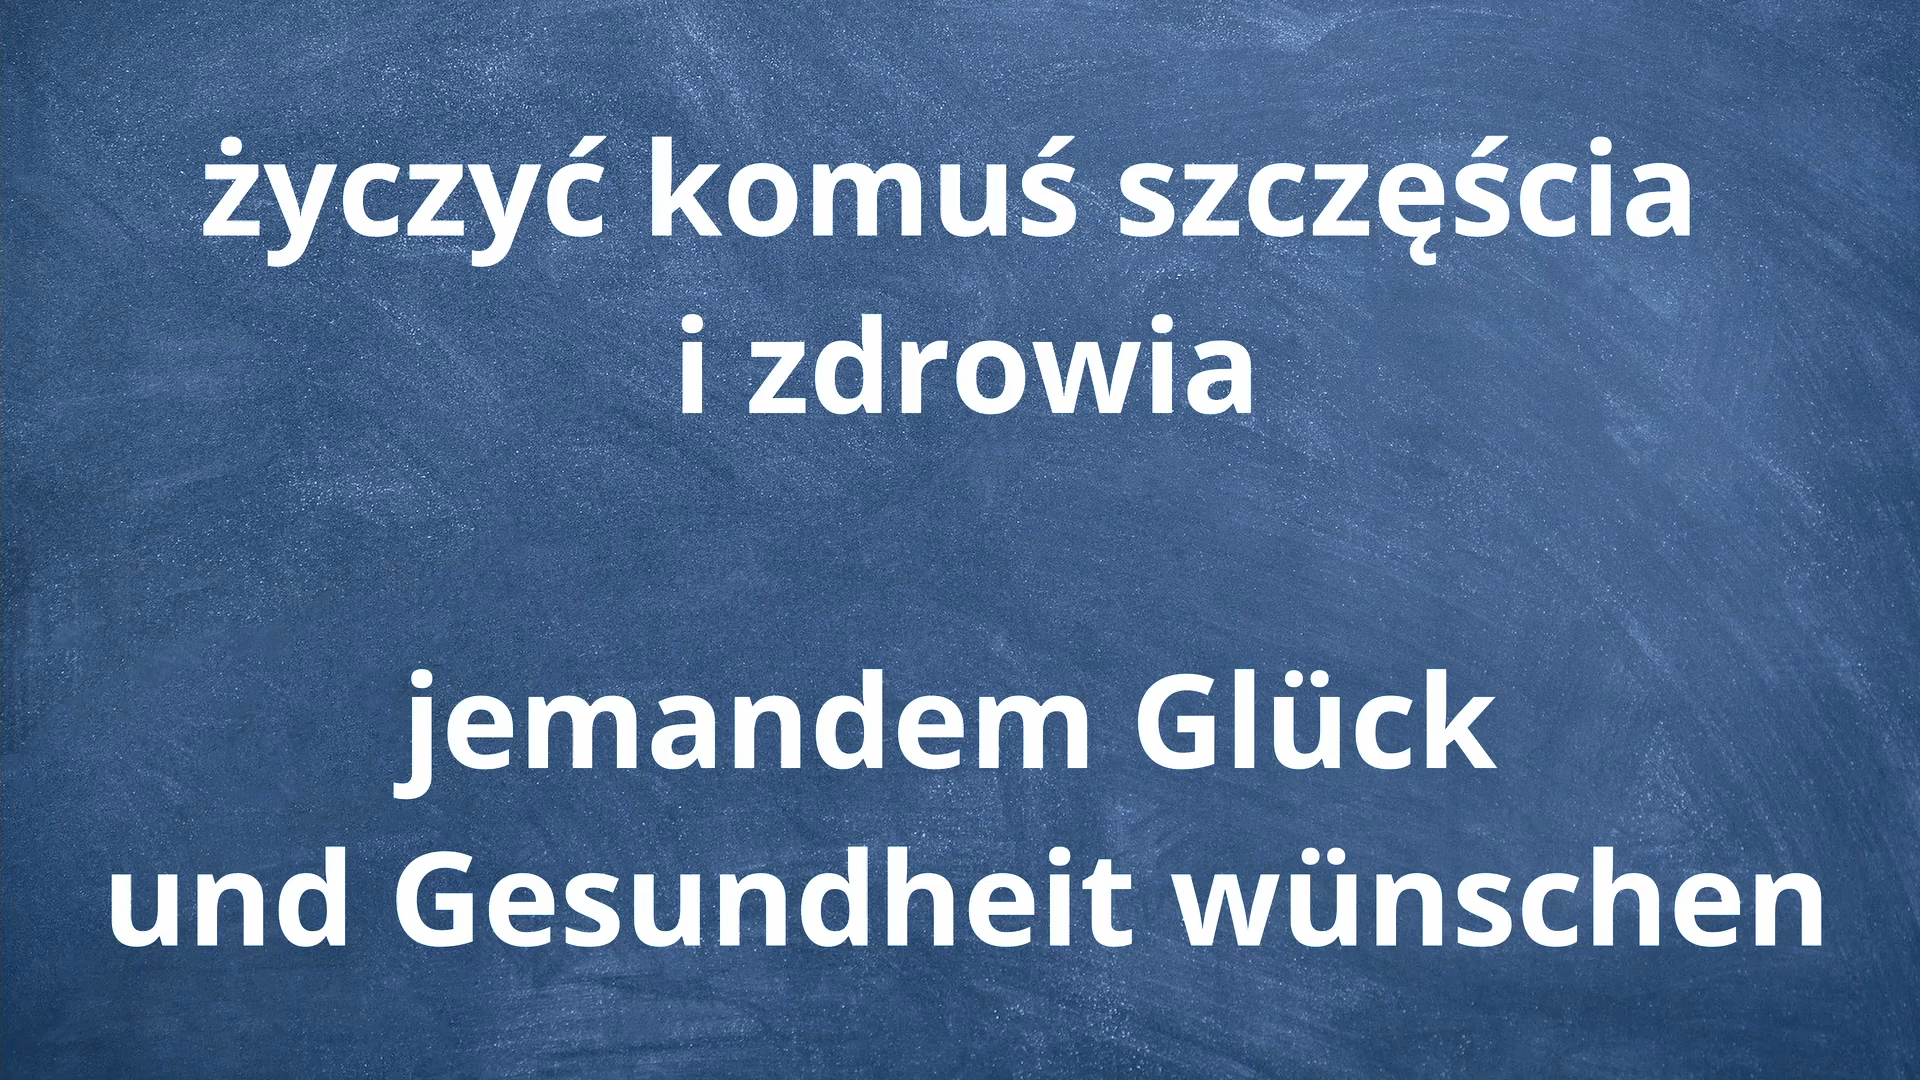 życzyć komuś szczęścia
i zdrowia
jemandem Glück
und Gesundheit wünschen